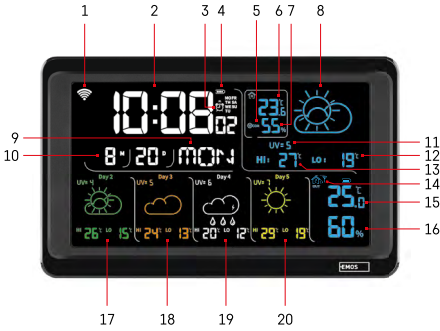 1 2 3 4 5 6 7 8
10:08 02
MO FR
TH SA
WE SU
TU
23.6°C
55%
9
10
8 M 20 D MON
UV= 5
HI: 27°C LO: 19°C
11
12
13
14
15
16
Day 2 Day 3 Day 4 Day 5
UV= 4 UV= 5 UV= 6 UV= 7
HI 26°C LO 15°C HI 24°C LO 13°C HI 20°C LO 12°C HI 29°C LO 19°C
OUT
25.0°C
60%
EMOS
17 18 19 20